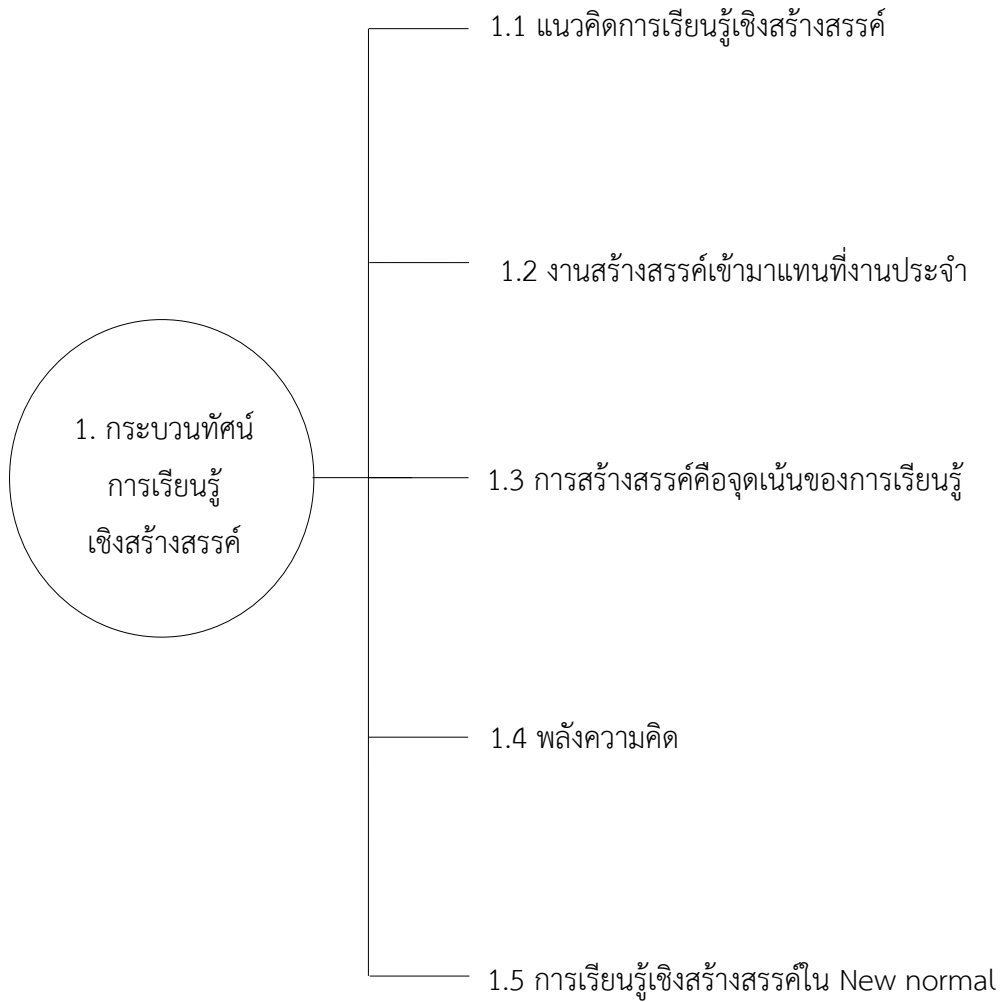 1.1 แนวคิดการเรียนรู้เชิงสร้างสรรค์
1.2 งานสร้างสรรค์เข้ามาแทนที่งานประจำ
1. กระบวนทัศน์
การเรียนรู้
เชิงสร้างสรรค์
1.3 การสร้างสรรค์คือจุดเน้นของการเรียนรู้
1.4 พลังความคิด
1.5 การเรียนรู้เชิงสร้างสรรค์ใน New normal